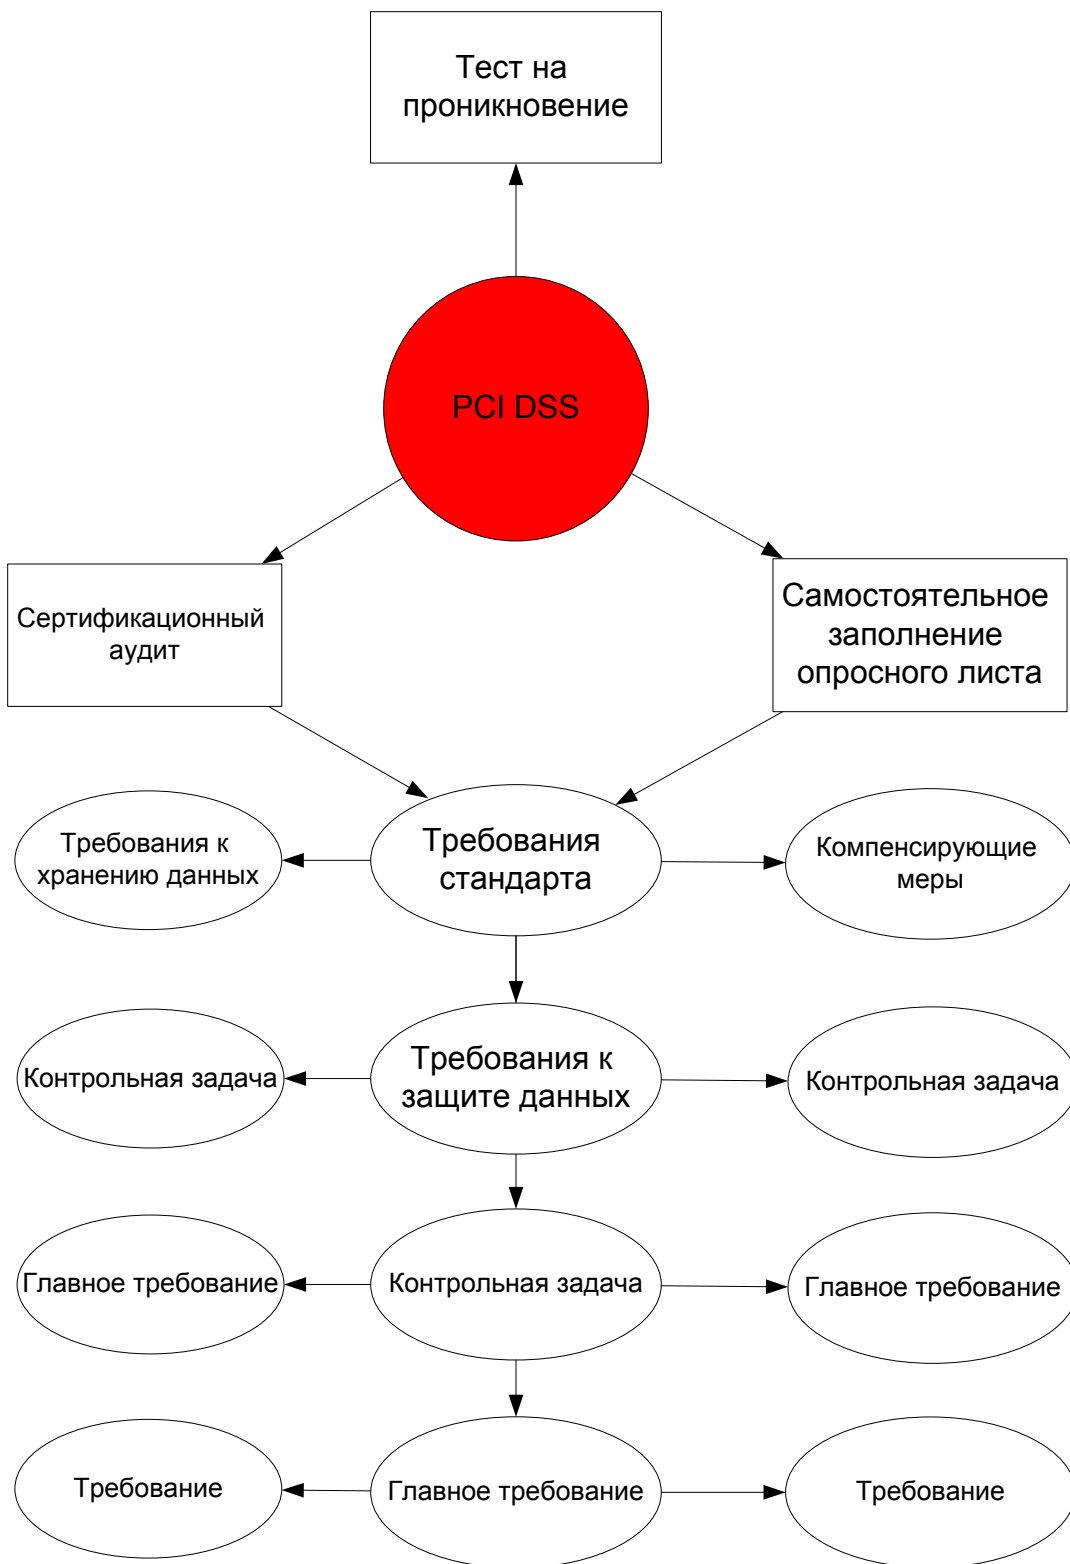 Тест на
проникновение
PCI DSS
Сертификационный
аудит
Самостоятельное
заполнение
опросного листа
Требования к
хранению данных
Требования
стандарта
Компенсирующие
меры
Контрольная задача
Требования к
защите данных
Контрольная задача
Главное требование
Контрольная задача
Главное требование
Требование
Главное требование
Требование